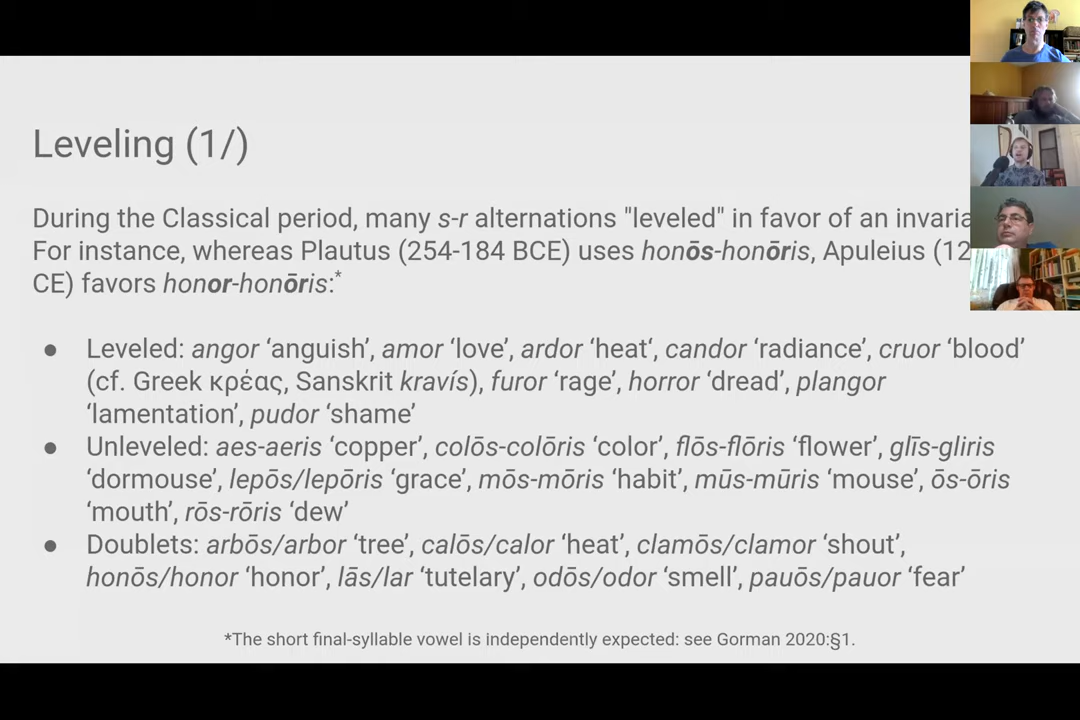 Leveling (1/)
During the Classical period, many s-r alternations "leveled" in favor of an
For instance, whereas Plautus (254-184 BCE) uses honōs-honōris, Apuleius
CE) favors honor-honōris:*
● Leveled: angor ‘anguish’, amor ‘love’, ardor ‘heat‘, candor ‘radiance’, cruor ‘blood’
(cf. Greek κρέας, Sanskrit kravís), furor ‘rage’, horror ‘dread’, plangor
‘lamentation’, pudor ‘shame’
● Unleveled: aes-aeris ‘copper’, colōs-colōris ‘color’, flōs-flōris ‘flower’, glīs-gliris
‘dormouse’, lepōs/lepōris ‘grace’, mōs-mōris ‘habit’, mūs-mūris ‘mouse’, ōs-ōris
‘mouth’, rōs-rōris ‘dew’
● Doublets: arbōs/arbor ‘tree’, calōs/calor ‘heat’, clamōs/clamor ‘shout’,
honōs/honor ‘honor’, lās/lar ‘tutelary’, odōs/odor ‘smell’, pauōs/pauor ‘fear’
*The short final-syllable vowel is independently expected: see Gorman 2020:§1.